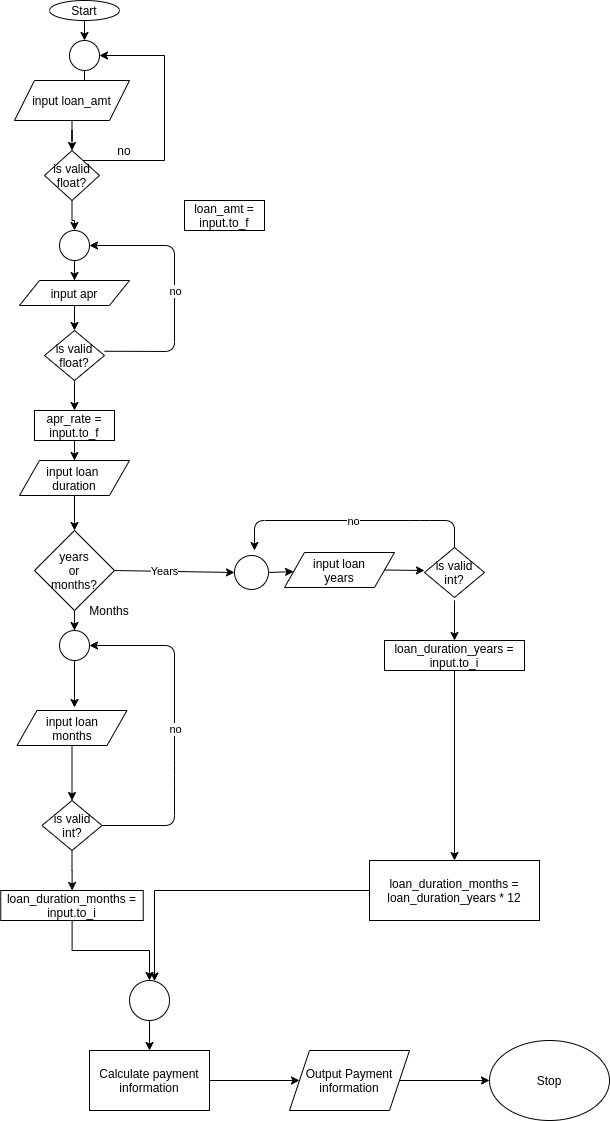 Start
input loan_amt
no
is valid
float?
loan_amt =
input.to_f
input apr
no
is valid
float?
apr_rate =
input.to_f
input loan
duration
no
years
or
months?
Years
input loan
years
is valid
int?
Months
loan_duration_years =
input.to_i
input loan
months
no
is valid
int?
loan_duration_months =
input.to_i
loan_duration_months =
loan_duration_years * 12
Calculate payment
information
Output Payment
information
Stop